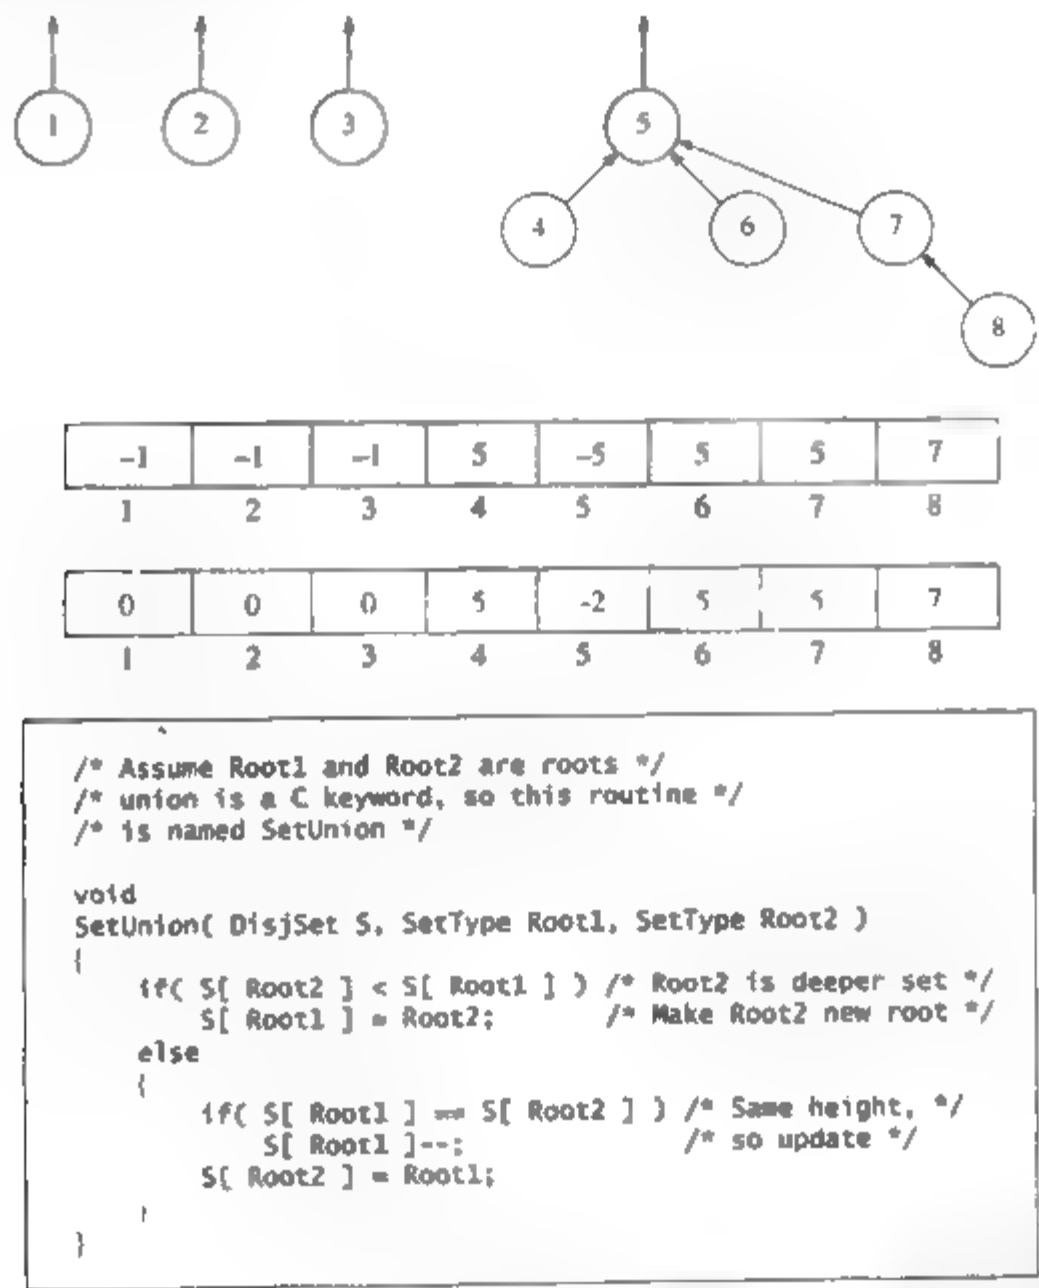 1 2 3 5
4 6 7
8
-1 -1 -1 5 -5 5 5 7
1 2 3 4 5 6 7 8
0 0 0 5 -2 5 5 7
1 2 3 4 5 6 7 8
/* Assume Root1 and Root2 are roots */
/* union is a C keyword, so this routine */
/* is named SetUnion */
void
SetUnion( DisjSet S, SetType Root1, SetType Root2 )
{
if( S[ Root2 ] < S[ Root1 ] ) /* Root2 is deeper set */
S[ Root1 ] = Root2; /* Make Root2 new root */
else
{
if( S[ Root1 ] == S[ Root2 ] ) /* Same height, */
S[ Root1 ]--; /* so update */
S[ Root2 ] = Root1;
}
}